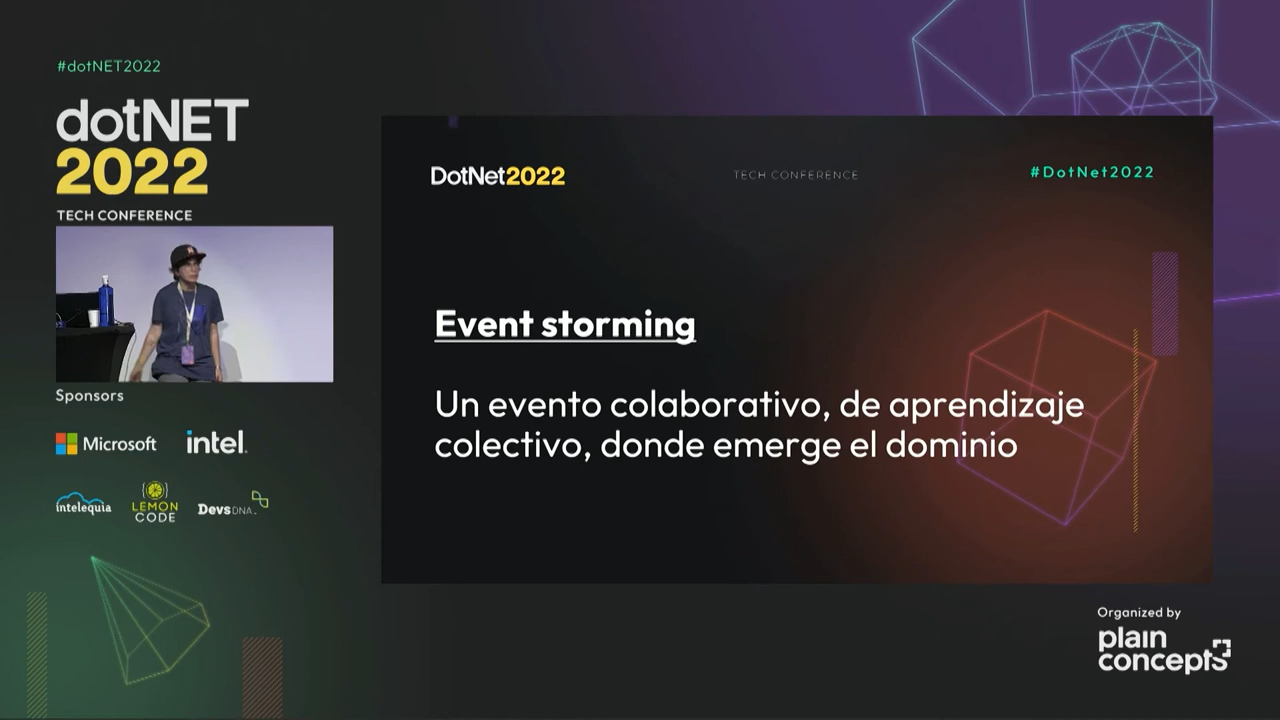 #dotNET2022
dotNET
2022
TECH CONFERENCE
Sponsors
Microsoft
intel.
intelequia
LEMON
CODE
DevsDNA.
DotNet2022
TECH CONFERENCE
#DotNet2022
Event storming
Un evento colaborativo, de aprendizaje
colectivo, donde emerge el dominio
Organized by
plain
concepts